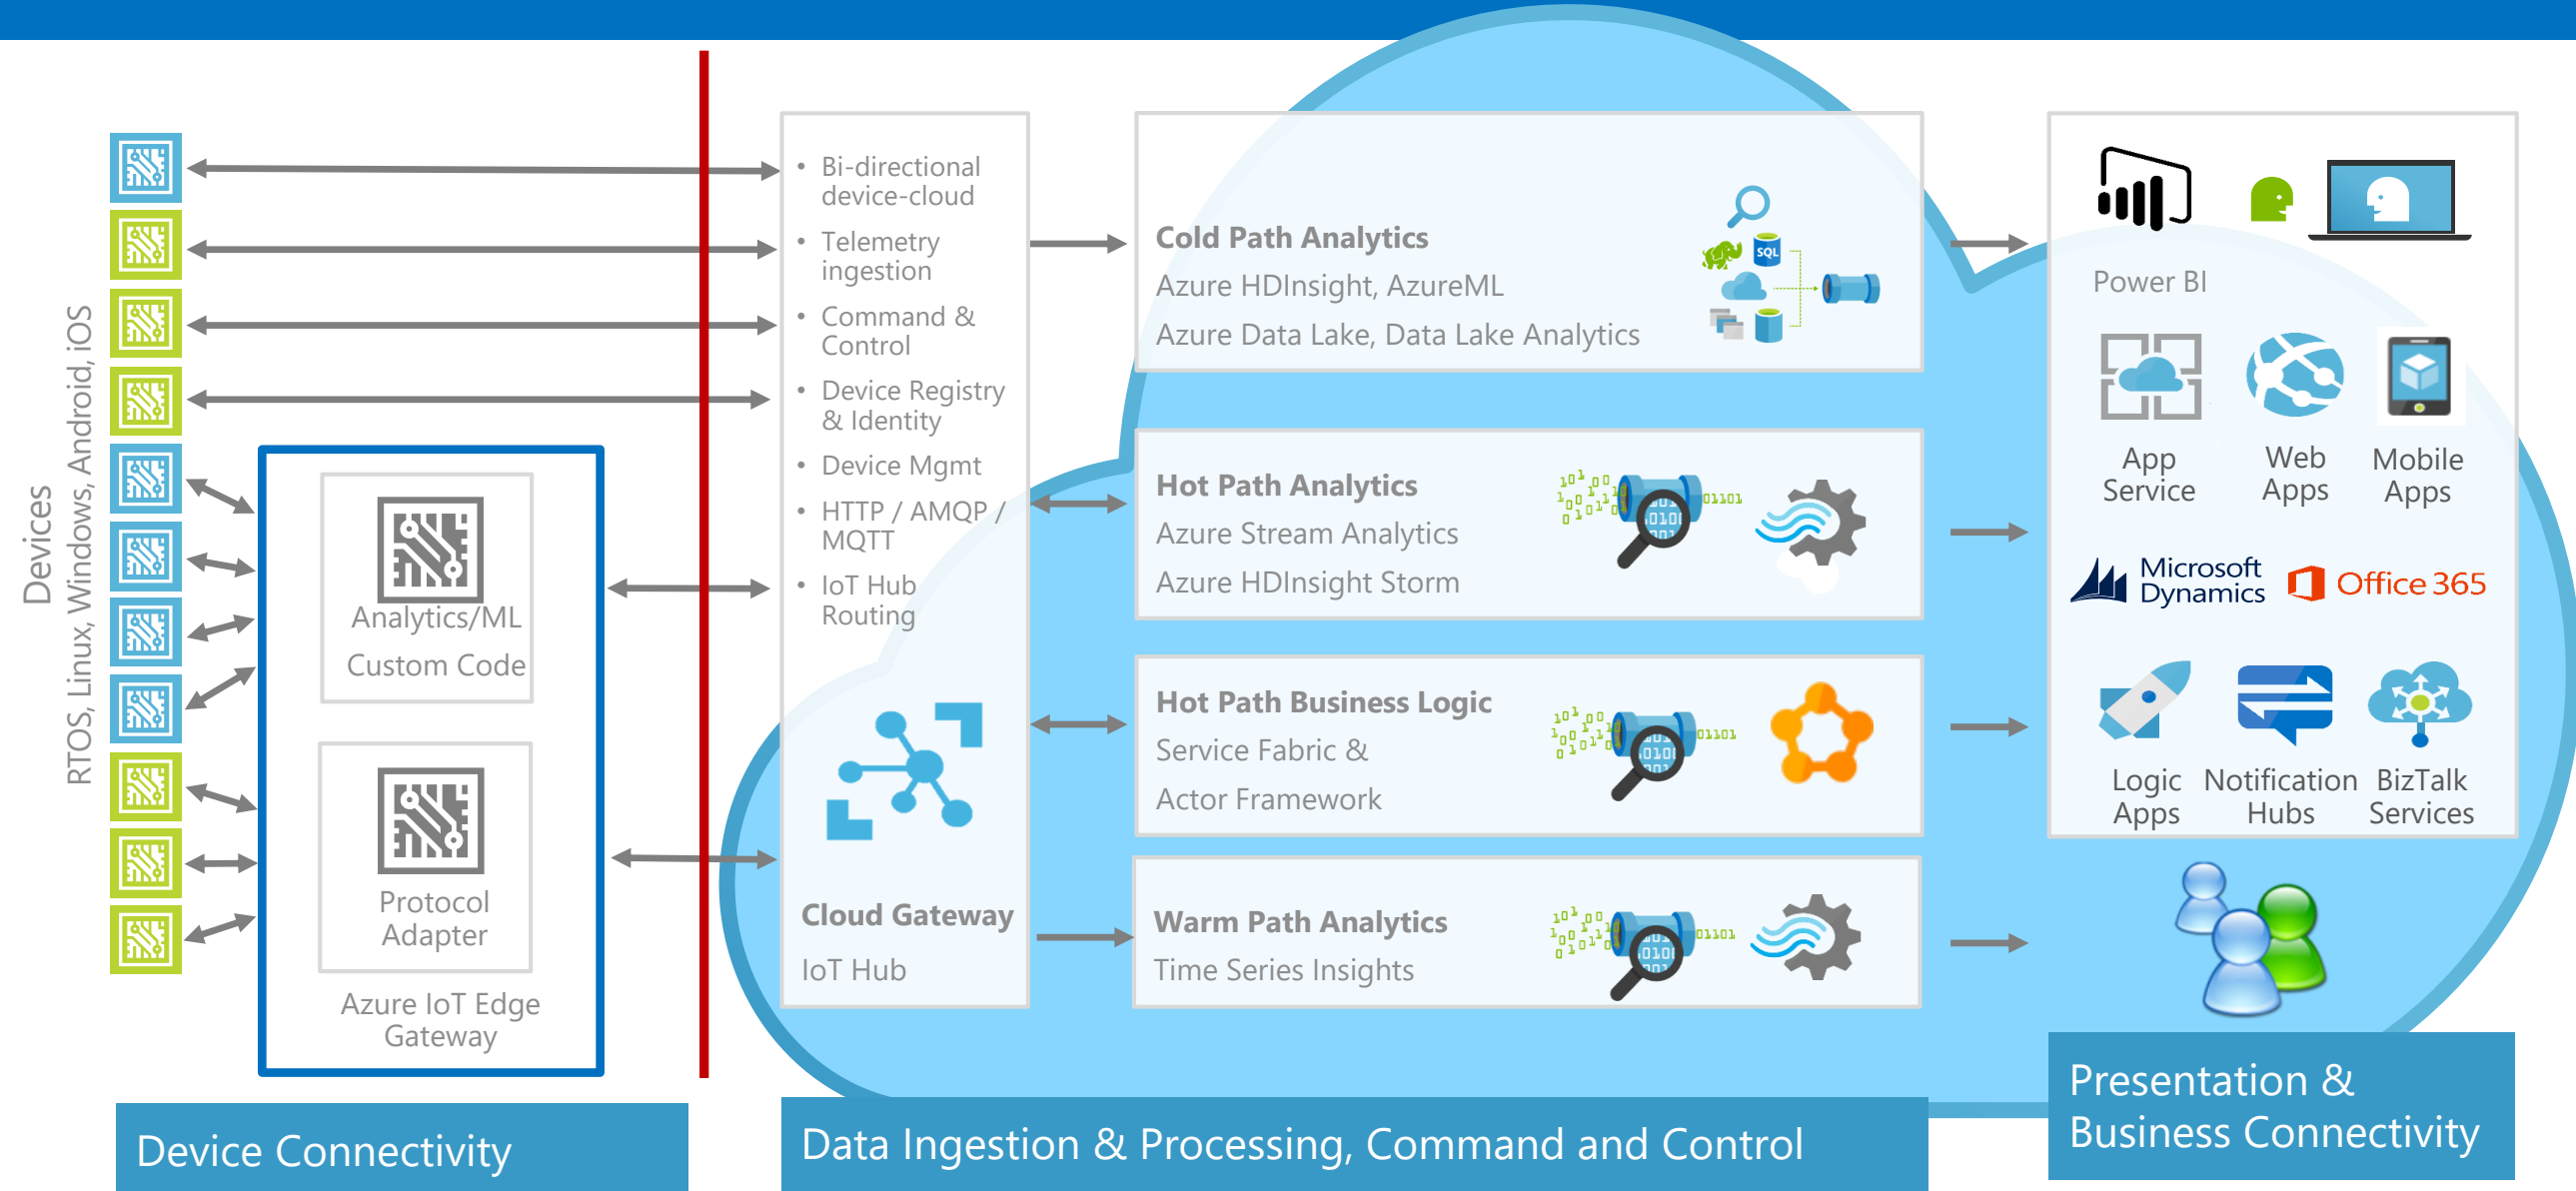 Devices
RTOS, Linux, Windows, Android, iOS
Analytics/ML
Custom Code
Protocol
Adapter
Azure IoT Edge
Gateway
Device Connectivity
• Bi-directional
device-cloud
• Telemetry
ingestion
• Command &
Control
• Device Registry
& Identity
• Device Mgmt
• HTTP / AMQP /
MQTT
• IoT Hub
Routing
Cloud Gateway
IoT Hub
Cold Path Analytics
Azure HDInsight, AzureML
Azure Data Lake, Data Lake Analytics
SQL
Hot Path Analytics
Azure Stream Analytics
Azure HDInsight Storm
01101
Hot Path Business Logic
Service Fabric &
Actor Framework
01101
Warm Path Analytics
Time Series Insights
01101
Data Ingestion & Processing, Command and Control
Power BI
App
Service
Web
Apps
Mobile
Apps
Microsoft
Dynamics
Office 365
Logic
Apps
Notification
Hubs
BizTalk
Services
Presentation &
Business Connectivity